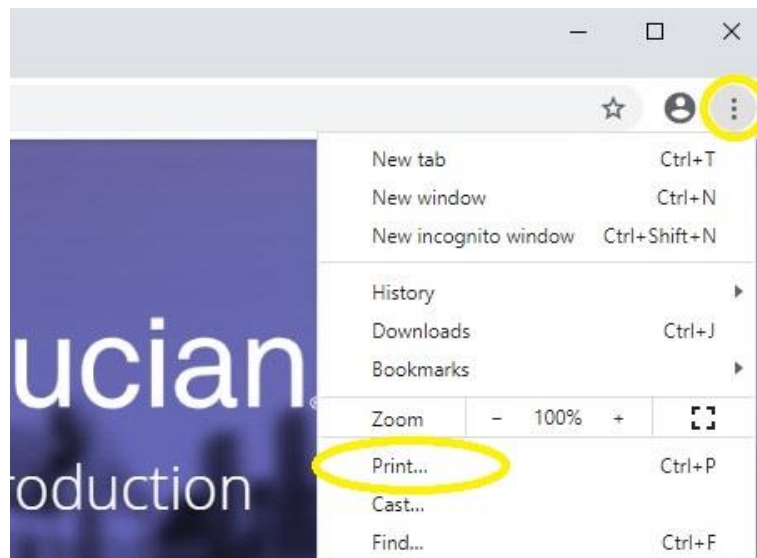 New tab Ctrl+T
New window Ctrl+N
New incognito window Ctrl+Shift+N
History
Downloads Ctrl+J
Bookmarks
Zoom - 100% +
Print... Ctrl+P
Cast...
Find... Ctrl+F
ucian®
oduction